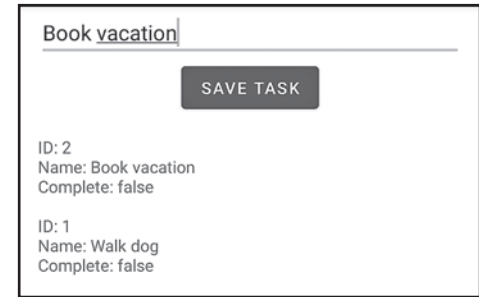 Book vacation
SAVE TASK
ID: 2
Name: Book vacation
Complete: false
ID: 1
Name: Walk dog
Complete: false